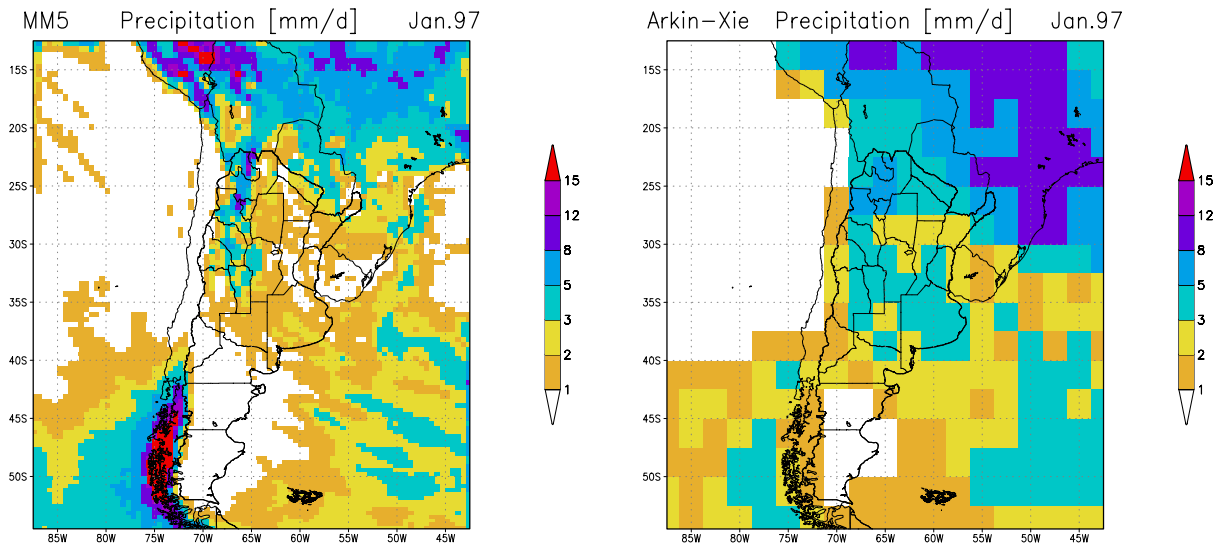 MM5 Precipitation [mm/d] Jan.97
15S
20S
25S
30S
35S
40S
45S
50S
85W 80W 75W 70W 65W 60W 55W 50W 45W
15
12
8
5
3
2
1
Arkin-Xie Precipitation [mm/d] Jan.97
15S
20S
25S
30S
35S
40S
45S
50S
85W 80W 75W 70W 65W 60W 55W 50W 45W
15
12
8
5
3
2
1